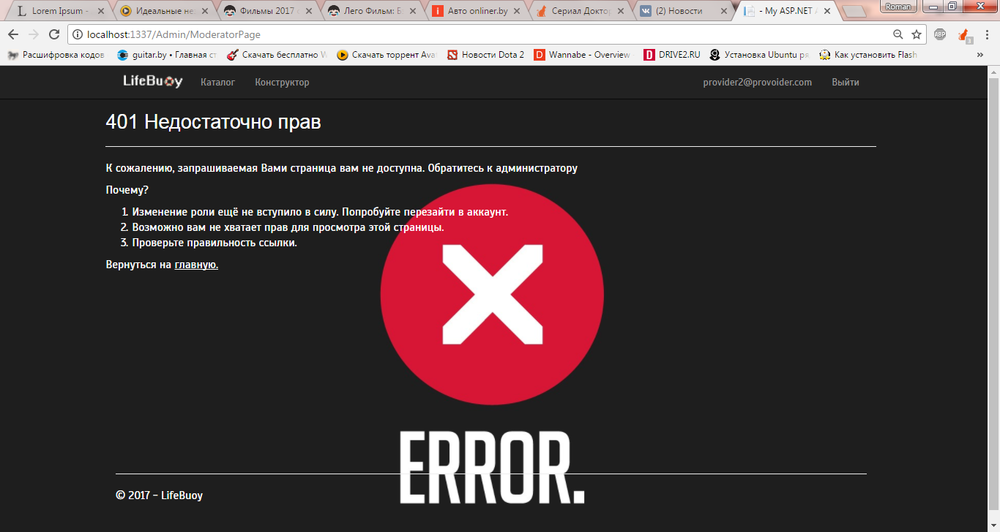 Lorem Ipsum -
Идеальные не
Фильмы 2017
Лего Фильм: Б
Авто onliner.by
Сериал Доктор
(2) Новости
- My ASP.NET
Roman
localhost:1337/Admin/ModeratorPage
ABP
3
Расшифровка кодов
guitar.by • Главная ст
Скачать бесплатно
Скачать торрент Ava
Новости Dota 2
Wannabe - Overview
DRIVE2.RU
Установка Ubuntu ря
Как установить Flash
»
LifeBuoy
Каталог
Конструктор
provider2@provoider.com
Выйти
401 Недостаточно прав
К сожалению, запрашиваемая Вами страница вам не доступна. Обратитесь к администратору
Почему?
1. Изменение роли ещё не вступило в силу. Попробуйте перезайти в аккаунт.
2. Возможно вам не хватает прав для просмотра этой страницы.
3. Проверьте правильность ссылки.
Вернуться на главную.
ERROR.
© 2017 - LifeBuoy